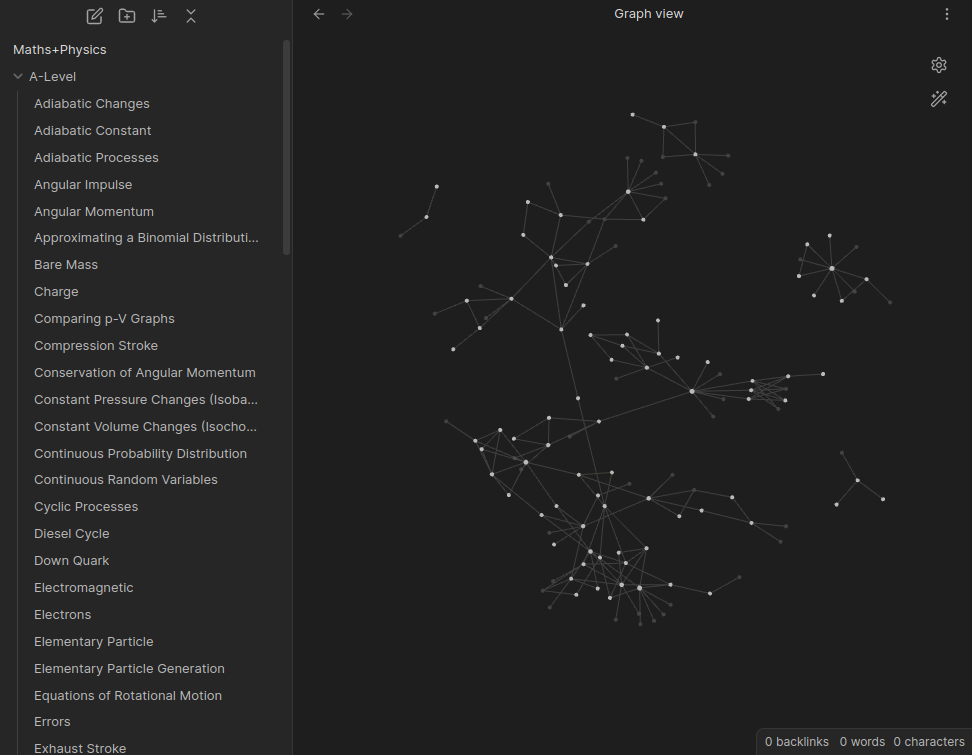 Graph view
Maths+Physics
A-Level
Adiabatic Changes
Adiabatic Constant
Adiabatic Processes
Angular Impulse
Angular Momentum
Approximating a Binomial Distributi...
Bare Mass
Charge
Comparing p-V Graphs
Compression Stroke
Conservation of Angular Momentum
Constant Pressure Changes (Isoba...
Constant Volume Changes (Isocho...
Continuous Probability Distribution
Continuous Random Variables
Cyclic Processes
Diesel Cycle
Down Quark
Electromagnetic
Electrons
Elementary Particle
Elementary Particle Generation
Equations of Rotational Motion
Errors
Exhaust Stroke
0 backlinks 0 words 0 characters